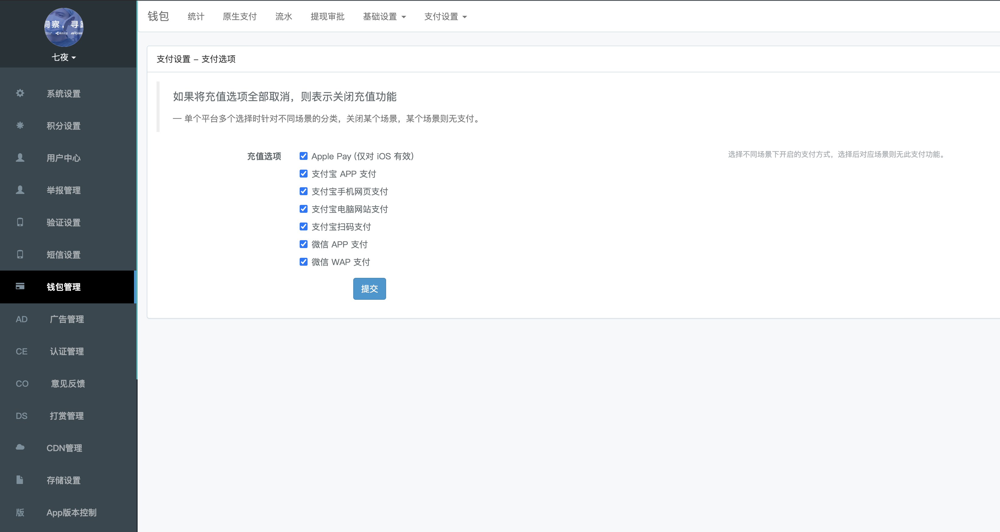 洞察，寻路
七夜
系统设置
积分设置
用户中心
举报管理
验证设置
短信设置
钱包管理
AD 广告管理
CE 认证管理
CO 意见反馈
DS 打赏管理
CDN管理
存储设置
版 App版本控制
钱包 统计 原生支付 流水 提现审批 基础设置 支付设置
支付设置 – 支付选项
如果将充值选项全部取消，则表示关闭充值功能
— 单个平台多个选择时针对不同场景的分类，关闭某个场景，某个场景则无支付。
充值选项 Apple Pay (仅对 iOS 有效) 选择不同场景下开启的支付方式，选择后对应场景则无此支付功能。
支付宝 APP 支付
支付宝手机网页支付
支付宝电脑网站支付
支付宝扫码支付
微信 APP 支付
微信 WAP 支付
提交